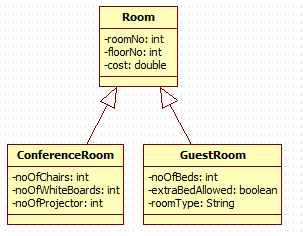 Room
-roomNo: int
-floorNo: int
-cost: double
ConferenceRoom
-noOfChairs: int
-noOfWhiteBoards: int
-noOfProjector: int
GuestRoom
-noOfBeds: int
-extraBedAllowed: boolean
-roomType: String